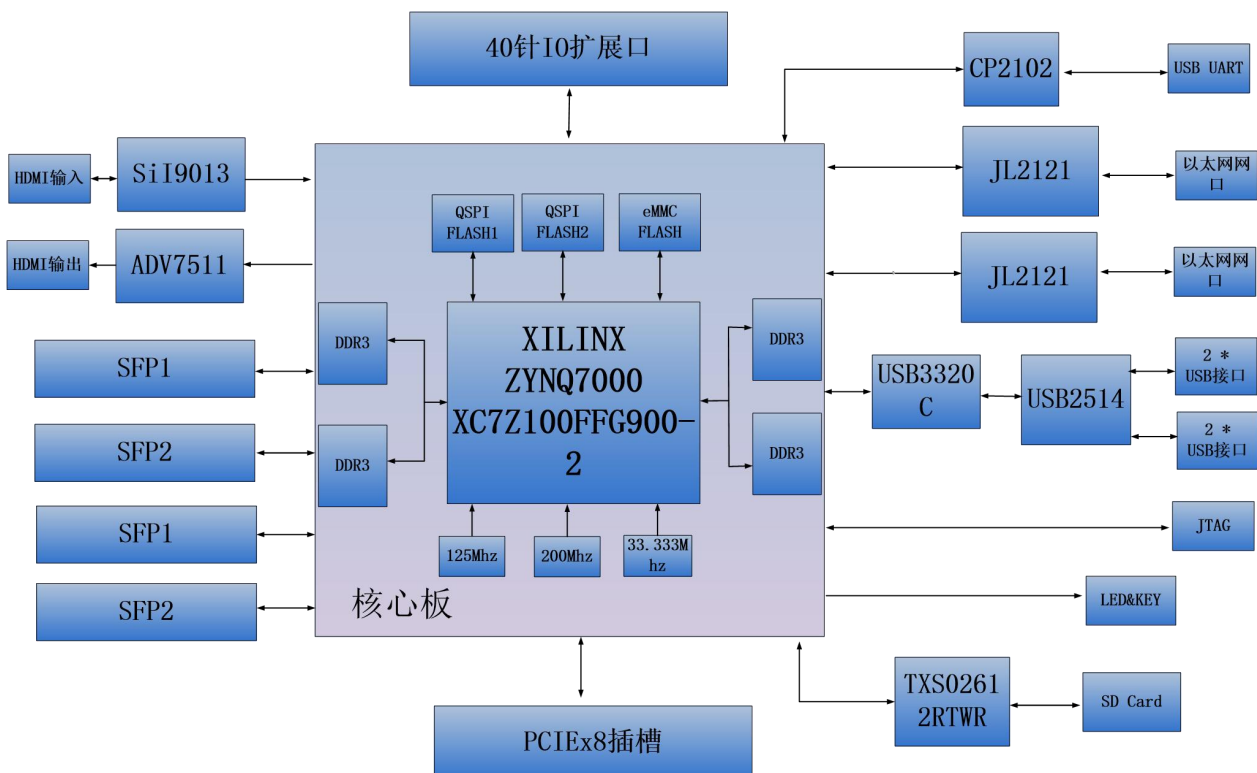 40针IO扩展口
CP2102
USB UART
HDMI输入
SiI9013
JL2121
以太网网
口
QSPI
FLASH1
QSPI
FLASH2
eMMC
FLASH
HDMI输出
ADV7511
JL2121
以太网网
口
DDR3
XILINX
ZYNQ7000
XC7Z100FFG900-
2
DDR3
SFP1
USB3320
C
USB2514
2 *
USB接口
SFP2
DDR3
DDR3
2 *
USB接口
SFP1
125Mhz
200Mhz
33.333M
hz
JTAG
SFP2
核心板
LED&KEY
TXS0261
2RTWR
SD Card
PCIEx8插槽